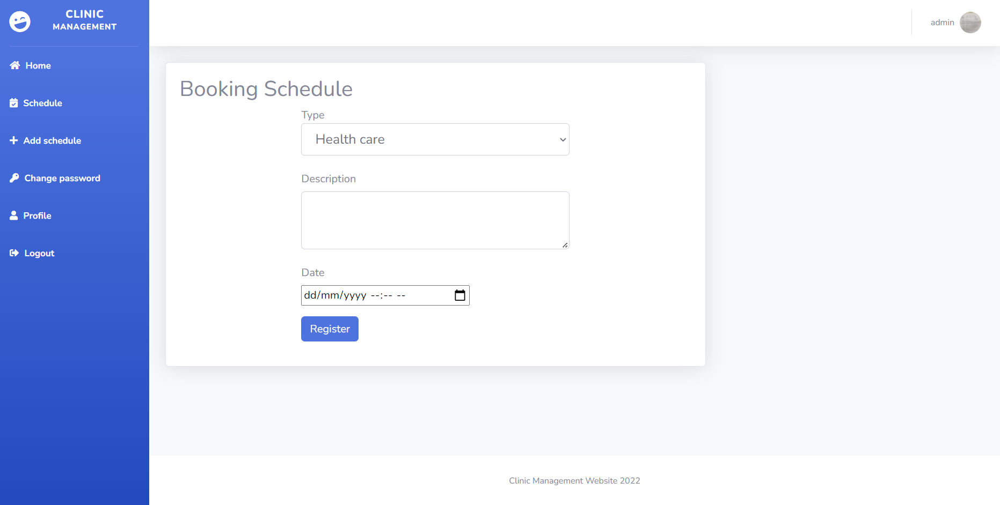 CLINIC
MANAGEMENT
admin
Home
Schedule
Add schedule
Change password
Profile
Logout
Booking Schedule
Type
Health care
Description
Date
dd/mm/yyyy --:-- --
Register
Clinic Management Website 2022